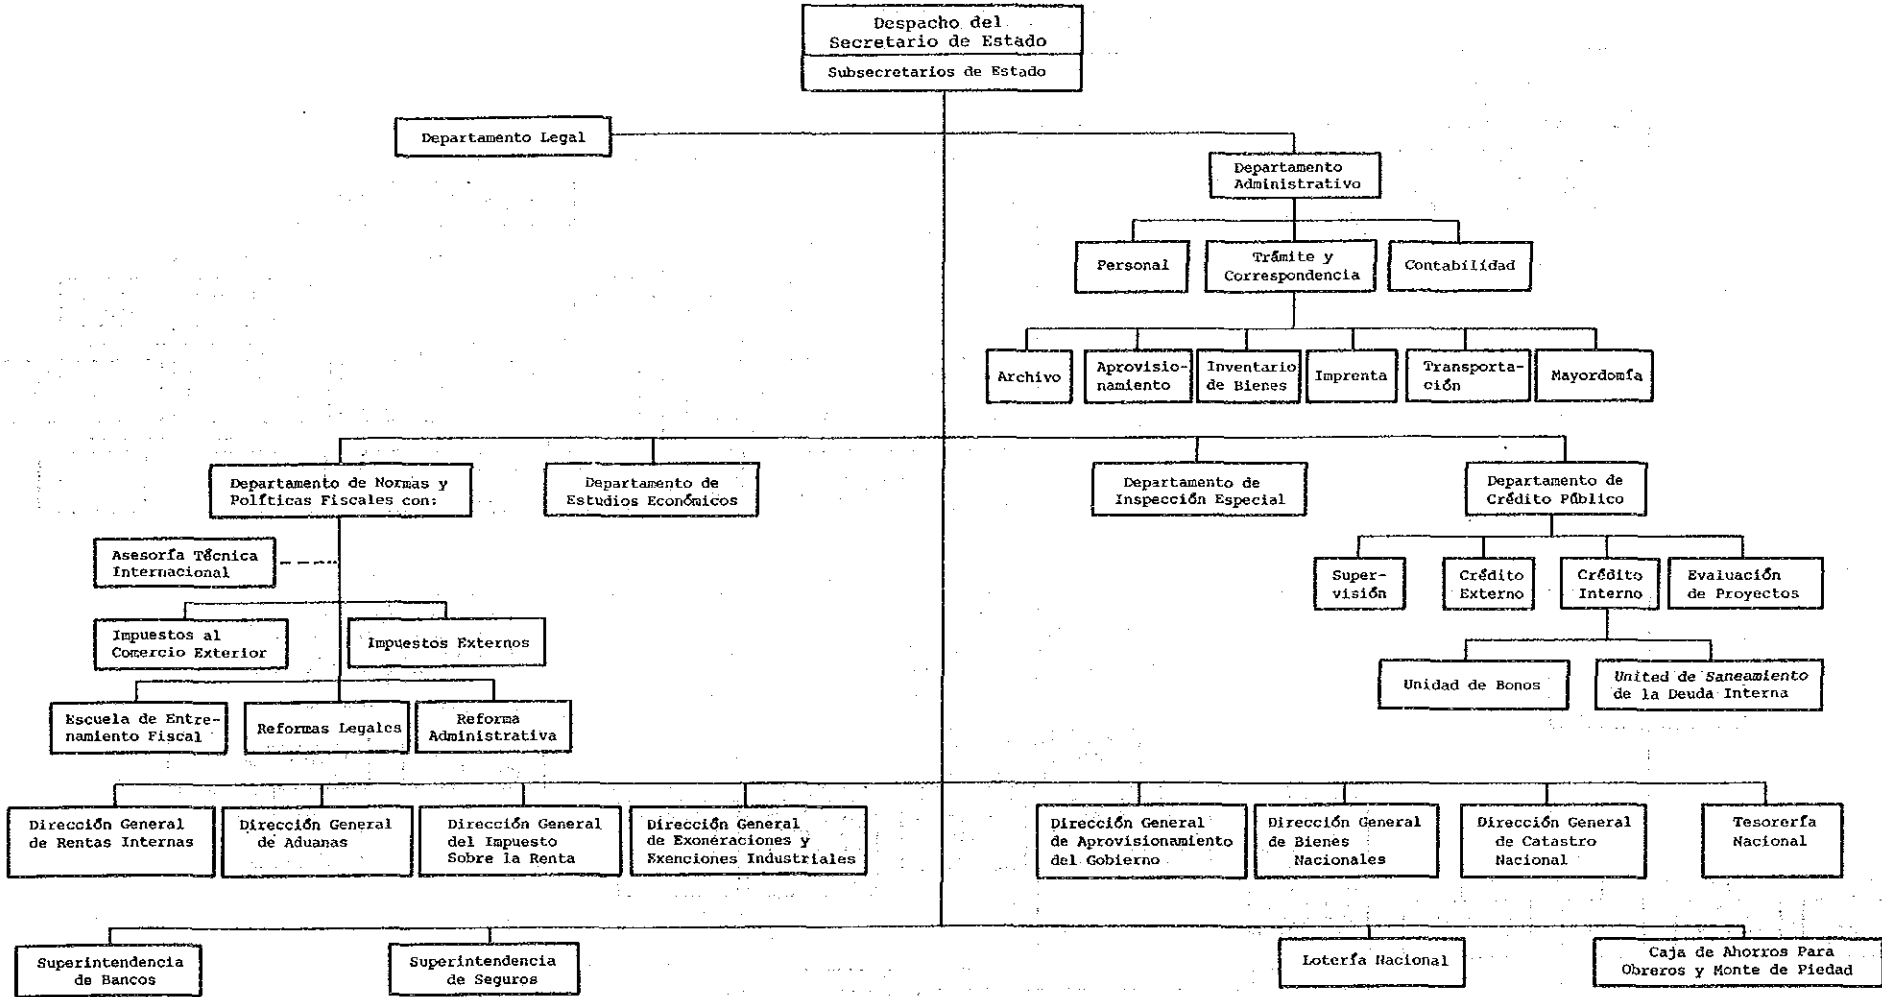 Despacho del
Secretario de Estado
Subsecretarios de Estado
Departamento Legal
Departamento
Administrativo
Personal
Trámite y
Correspondencia
Contabilidad
Archivo
Aprovisio-
namiento
Inventario
de Bienes
Imprenta
Transporta-
ción
Mayordomía
Departamento de Normas y
Políticas Fiscales con:
Departamento de
Estudios Económicos
Departamento de
Inspección Especial
Departamento de
Crédito Público
Asesoría Técnica
Internacional
Super-
visión
Crédito
Externo
Crédito
Interno
Evaluación
de Proyectos
Impuestos al
Comercio Exterior
Impuestos Externos
Unidad de Bonos
United de Saneamiento
de la Deuda Interna
Escuela de Entre-
namiento Fiscal
Reformas Legales
Reforma
Administrativa
Dirección General
de Rentas Internas
Dirección General
de Aduanas
Dirección General
del Impuesto
Sobre la Renta
Dirección General
de Exoneraciones y
Exenciones Industriales
Dirección General
de Aprovisionamiento
del Gobierno
Dirección General
de Bienes
Nacionales
Dirección General
de Catastro
Nacional
Tesorería
Nacional
Superintendencia
de Bancos
Superintendencia
de Seguros
Lotería Nacional
Caja de Ahorros Para
Obreros y Monte de Piedad